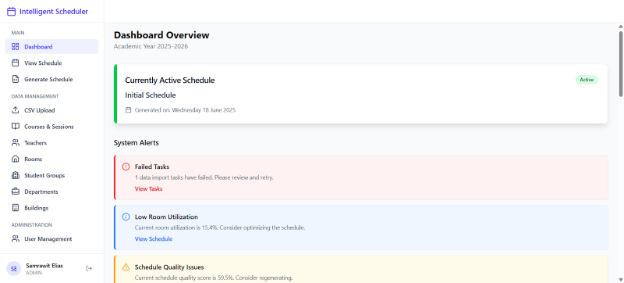 Intelligent Scheduler
MAIN
Dashboard
View Schedule
Generate Schedule
DATA MANAGEMENT
CSV Upload
Courses & Sessions
Teachers
Rooms
Student Groups
Departments
Buildings
ADMINISTRATION
User Management
SE
Samrawit Elias
ADMIN
Dashboard Overview
Academic Year 2025-2026
Currently Active Schedule
Active
Initial Schedule
Generated on: Wednesday 18 June 2025
System Alerts
Failed Tasks
1 data import tasks have failed. Please review and retry.
View Tasks
Low Room Utilization
Current room utilization is 15.4%. Consider optimizing the schedule.
View Schedule
Schedule Quality Issues
Current schedule quality score is 59.5%. Consider regenerating.